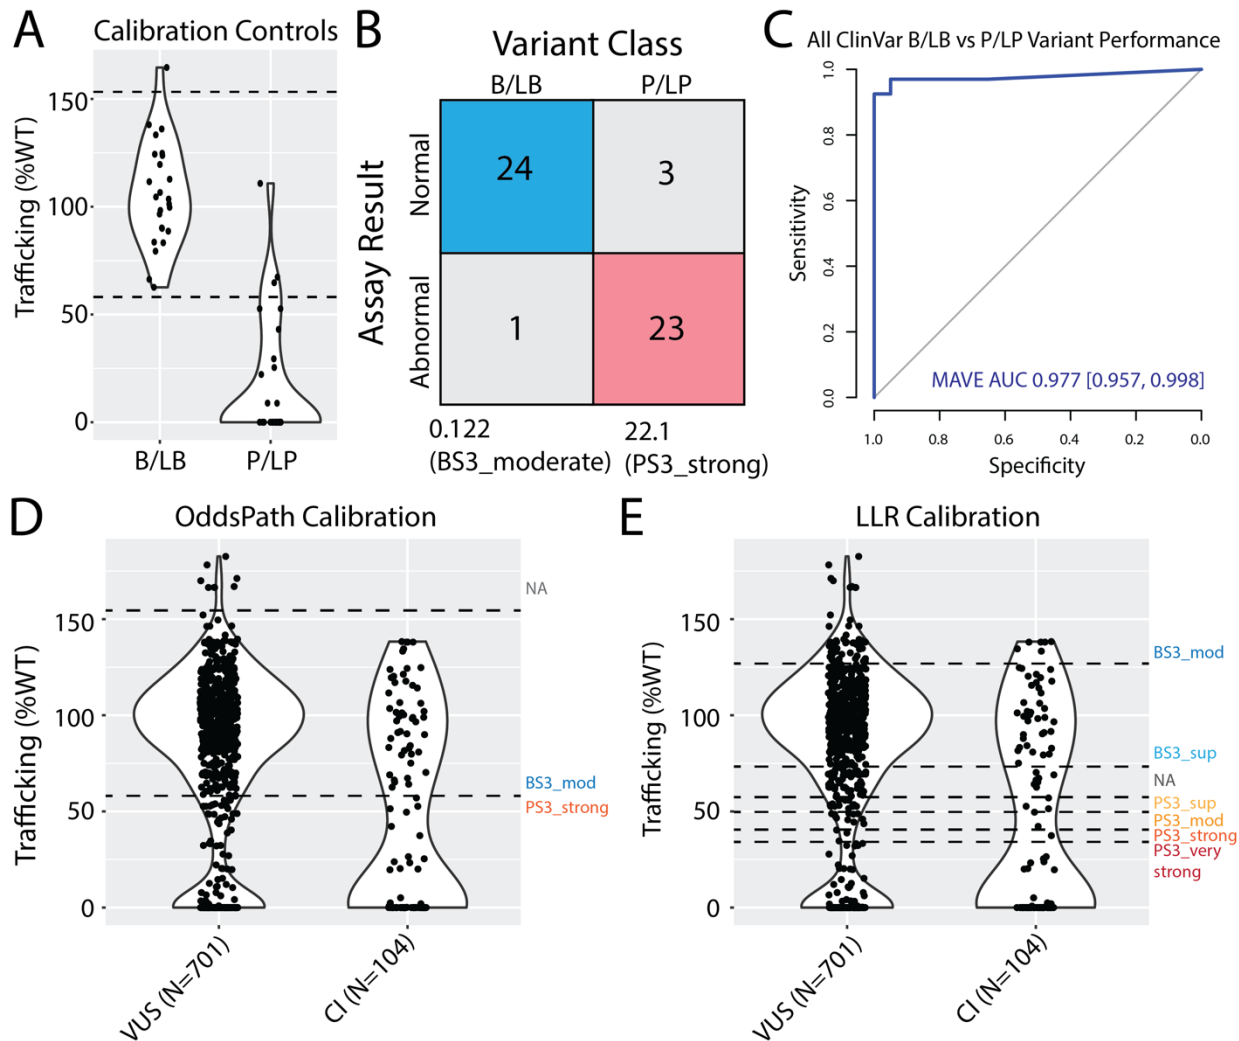 A
Calibration Controls
Trafficking (%WT)
150
100
50
0
B/LB
P/LP
B
Variant Class
B/LB
P/LP
Assay Result
Normal
Abnormal
24
3
1
23
0.122
(BS3_moderate)
22.1
(PS3_strong)
C
All ClinVar B/LB vs P/LP Variant Performance
Sensitivity
1.0
0.8
0.6
0.4
0.2
0.0
MAVE AUC 0.977 [0.957, 0.998]
1.0
0.8
0.6
0.4
0.2
0.0
Specificity
D
OddsPath Calibration
Trafficking (%WT)
150
100
50
0
NA
BS3_mod
PS3_strong
VUS (N=701)
CI (N=104)
E
LLR Calibration
Trafficking (%WT)
150
100
50
0
BS3_mod
BS3_sup
NA
PS3_sup
PS3_mod
PS3_strong
PS3_very
strong
VUS (N=701)
CI (N=104)